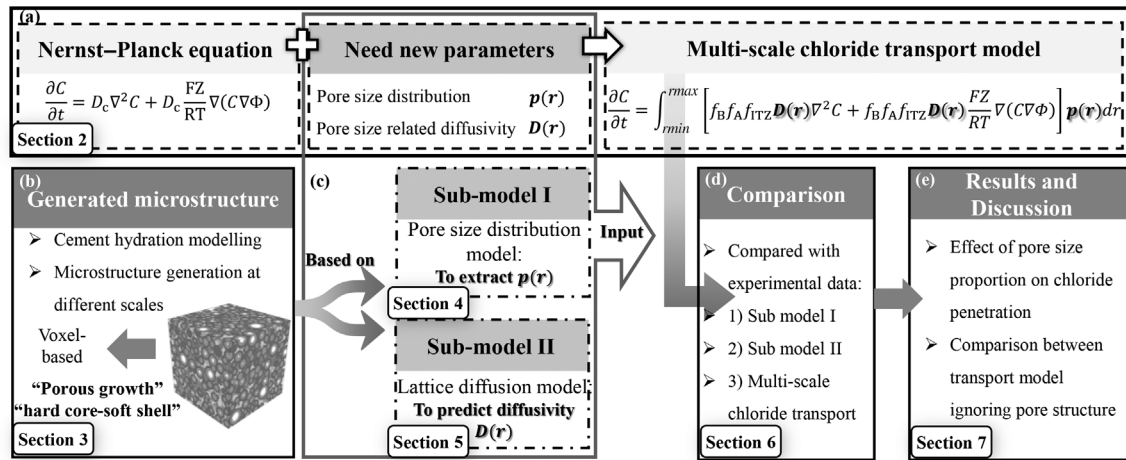 (a)
Nernst–Planck equation
∂C/∂t = D_c∇²C + D_c FZ/RT ∇(C∇Φ)
Section 2
Need new parameters
Pore size distribution p(r)
Pore size related diffusivity D(r)
Multi-scale chloride transport model
∂C/∂t = ∫_{rmin}^{rmax} [f_B f_A f_ITZ D(r)∇²C + f_B f_A f_ITZ D(r) FZ/RT ∇(C∇Φ)] p(r)dr
(b)
Generated microstructure
➢ Cement hydration modelling
➢ Microstructure generation at
different scales
Voxel-
based
“Porous growth”
“hard core-soft shell”
Section 3
Based on
(c)
Sub-model I
Pore size distribution
model:
To extract p(r)
Section 4
Sub-model II
Lattice diffusion model:
To predict diffusivity
D(r)
Section 5
Input
(d)
Comparison
➢ Compared with
experimental data:
➢ 1) Sub model I
➢ 2) Sub model II
➢ 3) Multi-scale
chloride transport
Section 6
(e)
Results and
Discussion
➢ Effect of pore size
proportion on chloride
penetration
➢ Comparison between
transport model
ignoring pore structure
Section 7